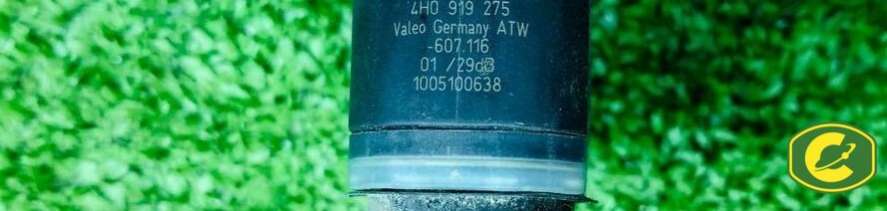 4H0 919 275
Valeo Germany ATW
-607.116
01 /29dB
1005100638